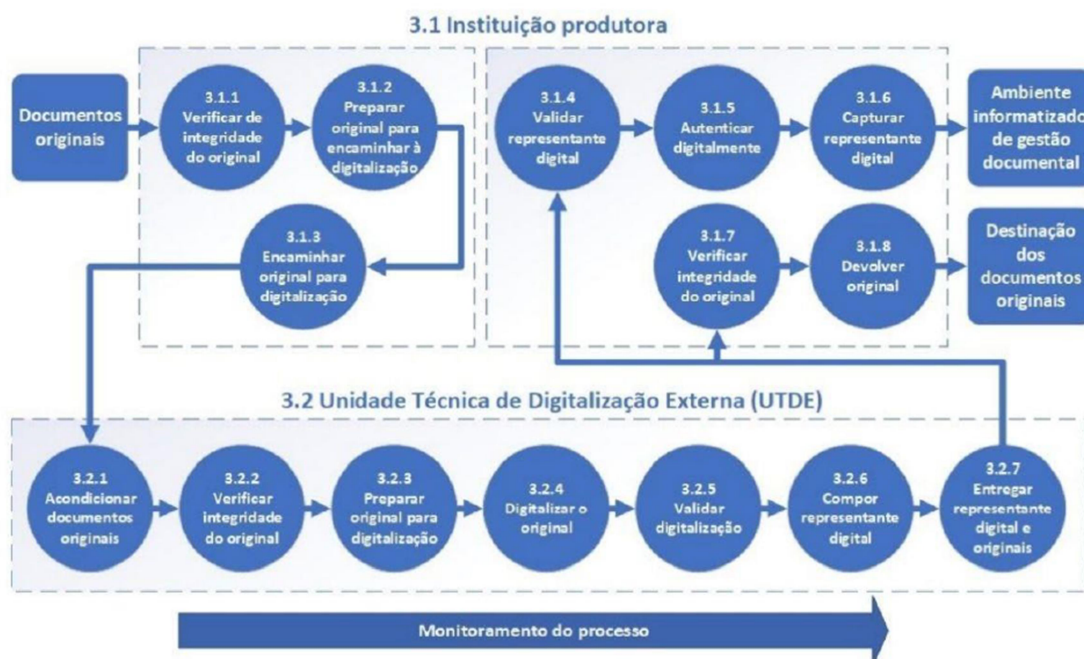 3.1 Instituição produtora
Documentos
originais
3.1.1
Verificar de
integridade
do original
3.1.2
Preparar
original para
encaminhar à
digitalização
3.1.3
Encaminhar
original para
digitalização
3.1.4
Validar
representante
digital
3.1.5
Autenticar
digitalmente
3.1.6
Capturar
representante
digital
Ambiente
informatizado
de gestão
documental
3.1.7
Verificar
integridade
do original
3.1.8
Devolver
original
Destinação
dos
documentos
originais
3.2 Unidade Técnica de Digitalização Externa (UTDE)
3.2.1
Acondicionar
documentos
originais
3.2.2
Verificar
integridade
do original
3.2.3
Preparar
original para
digitalização
3.2.4
Digitalizar o
original
3.2.5
Validar
digitalização
3.2.6
Compor
representante
digital
3.2.7
Entregar
representante
digital e
originais
Monitoramento do processo